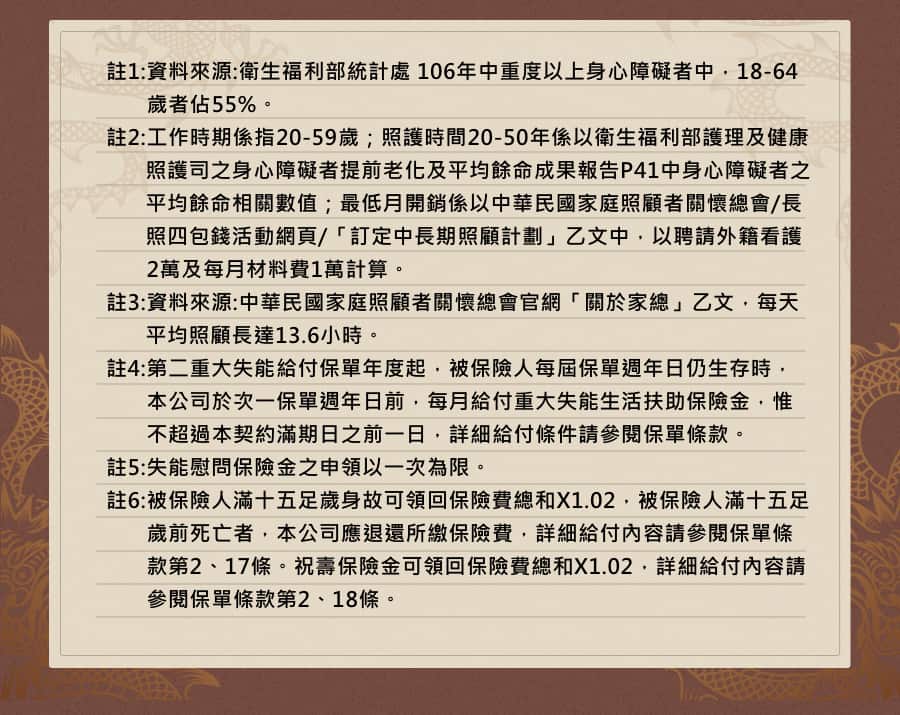 註1:資料來源:衛生福利部統計處 106年中重度以上身心障礙者中，18-64
歲者佔55%。
註2:工作時期係指20-59歲；照護時間20-50年係以衛生福利部護理及健康
照護司之身心障礙者提前老化及平均餘命成果報告P41中身心障礙者之
平均餘命相關數值；最低月開銷係以中華民國家庭照顧者關懷總會/長
照四包錢活動網頁/「訂定中長期照顧計劃」乙文中，以聘請外籍看護
2萬及每月材料費1萬計算。
註3:資料來源:中華民國家庭照顧者關懷總會官網「關於家總」乙文，每天
平均照顧長達13.6小時。
註4:第二重大失能給付保單年度起，被保險人每屆保單週年日仍生存時，
本公司於次一保單週年日前，每月給付重大失能生活扶助保險金，惟
不超過本契約滿期日之前一日，詳細給付條件請參閱保單條款。
註5:失能慰問保險金之申領以一次為限。
註6:被保險人滿十五足歲身故可領回保險費總和X1.02，被保險人滿十五足
歲前死亡者，本公司應退還所繳保險費，詳細給付內容請參閱保單條
款第2、17條。祝壽保險金可領回保險費總和X1.02，詳細給付內容請
參閱保單條款第2、18條。